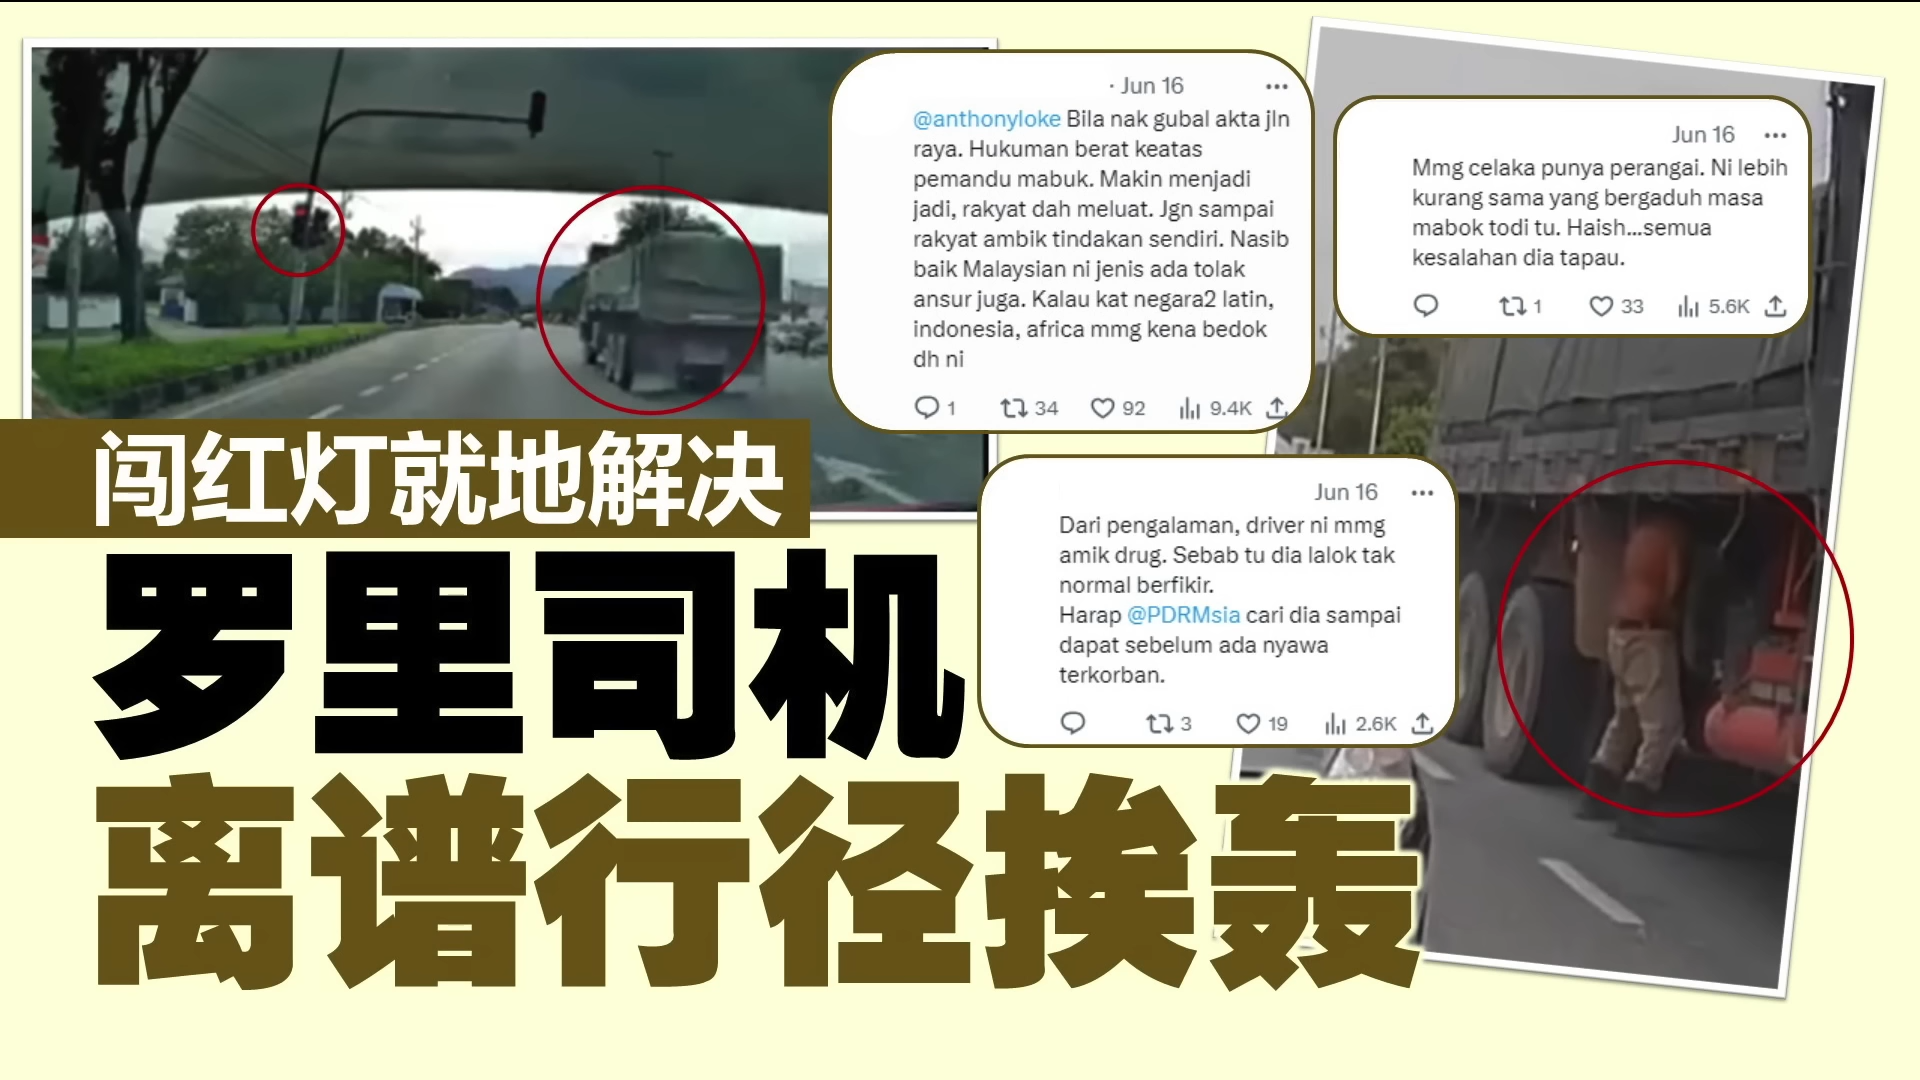 · Jun 16 •••
@anthonyloke Bila nak gubal akta jln
raya. Hukuman berat keatas
pemandu mabuk. Makin menjadi
jadi, rakyat dah meluat. Jgn sampai
rakyat ambik tindakan sendiri. Nasib
baik Malaysian ni jenis ada tolak
ansur juga. Kalau kat negara2 latin,
indonesia, africa mmg kena bedok
dh ni
1 34 92 9.4K
Jun 16 •••
Mmg celaka punya perangai. Ni lebih
kurang sama yang bergaduh masa
mabok todi tu. Haish...semua
kesalahan dia tapau.
1 33 5.6K
Jun 16 •••
Dari pengalaman, driver ni mmg
amik drug. Sebab tu dia lalok tak
normal berfikir.
Harap @PDRMsia cari dia sampai
dapat sebelum ada nyawa
terkorban.
3 19 2.6K
闯红灯就地解决
罗里司机
离谱行径挨轰